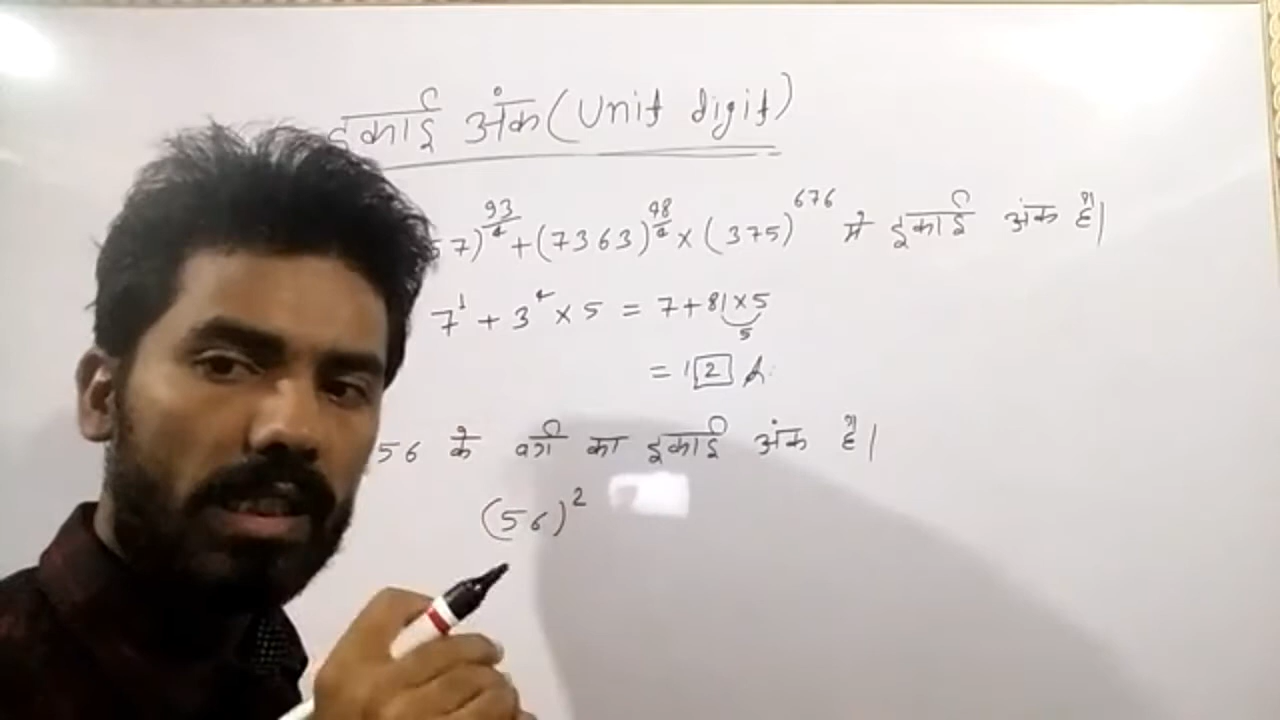 इकाई अंक (Unit digit)
57)^93/4 + (7363)^98/4 × (375)^676 में इकाई अंक है।
7^1 + 3^4 × 5 = 7 + 81 × 5
5
= 12
56 के वर्ग का इकाई अंक है।
(56)^2